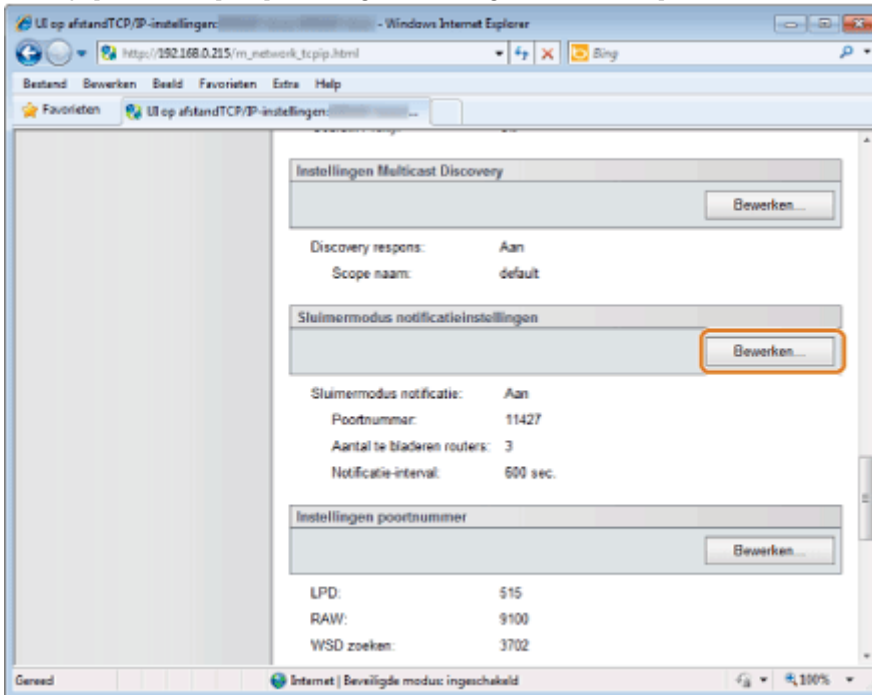 UI op afstandTCP/IP-instellingen: - Windows Internet Explorer
http://192.168.0.215/m_network_tcpip.html Bing
Bestand Bewerken Beeld Favorieten Extra Help
Favorieten UI op afstandTCP/IP-instellingen: ...
Instellingen Multicast Discovery
Bewerken...
Discovery respons: Aan
Scope naam: default
Sluimermodus notificatieinstellingen
Bewerken...
Sluimermodus notificatie: Aan
Poortnummer: 11427
Aantal te bladeren routers: 3
Notificatie-interval: 600 sec.
Instellingen poortnummer
Bewerken...
LPD: 515
RAW: 9100
WSD zoeken: 3702
Gereed Internet | Beveiligde modus: ingeschakeld 100%